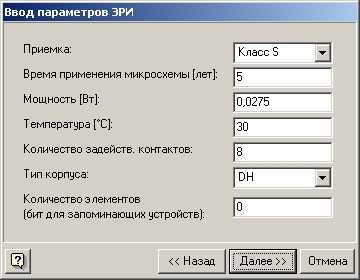 Ввод параметров ЭРИ
Приемка:
Класс S
Время применения микросхемы [лет]:
5
Мощность [Вт]:
0,0275
Температура [°C]:
30
Количество задейств. контактов:
8
Тип корпуса:
DH
Количество элементов
(бит для запоминающих устройств):
0
?
<< Назад
Далее >>
Отмена